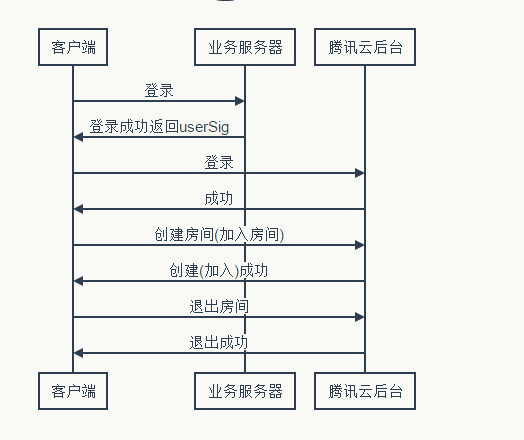 客户端 业务服务器 腾讯云后台
登录
登录成功返回userSig
登录
成功
创建房间(加入房间)
创建(加入)成功
退出房间
退出成功
客户端 业务服务器 腾讯云后台